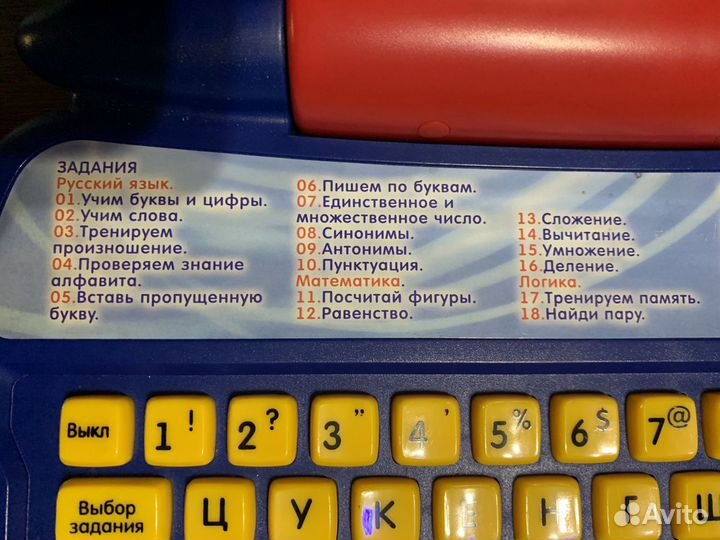 ЗАДАНИЯ
Русский язык.
01.Учим буквы и цифры.
02.Учим слова.
03.Тренируем
произношение.
04.Проверяем знание
алфавита.
05.Вставь пропущенную
букву.
06.Пишем по буквам.
07.Единственное и
множественное число.
08.Синонимы.
09.Антонимы.
10.Пунктуация.
Математика.
11.Посчитай фигуры.
12.Равенство.
13.Сложение.
14.Вычитание.
15.Умножение.
16.Деление.
Логика.
17.Тренируем память.
18.Найди пару.
Выкл 1 ! 2 ? 3 ” 4 ' 5 % 6 $ 7 @
Выбор
задания
Ц У К Е Н
Avito